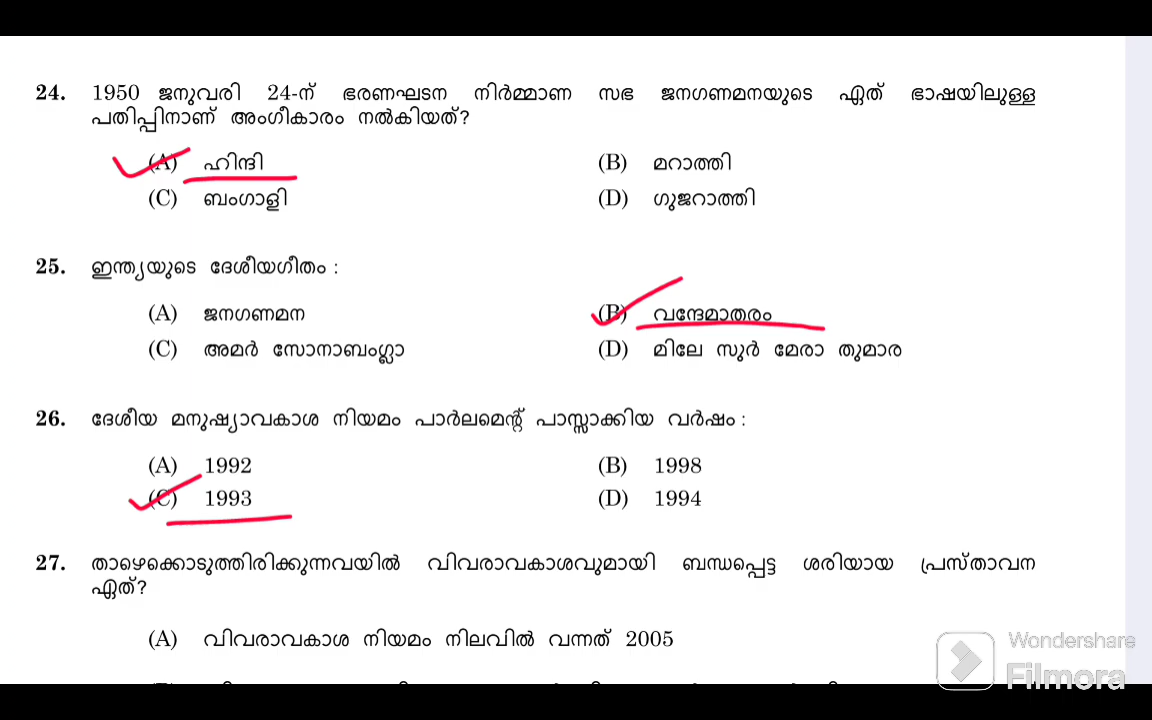 24. 1950 ജനുവരി 24-ന് ഭരണഘടന നിർമ്മാണ സഭ ജനഗണമനയുടെ ഏത് ഭാഷയിലുള്ള
പതിപ്പിനാണ് അംഗീകാരം നൽകിയത്?
(A) ഹിന്ദി (B) മറാത്തി
(C) ബംഗാളി (D) ഗുജറാത്തി
25. ഇന്ത്യയുടെ ദേശീയഗീതം :
(A) ജനഗണമന (B) വന്ദേമാതരം
(C) അമർ സോനാബംഗ്ലാ (D) മിലേ സുർ മേരാ തുമാര
26. ദേശീയ മനുഷ്യാവകാശ നിയമം പാർലമെന്റ് പാസ്സാക്കിയ വർഷം :
(A) 1992 (B) 1998
(C) 1993 (D) 1994
27. താഴെക്കൊടുത്തിരിക്കുന്നവയിൽ വിവരാവകാശവുമായി ബന്ധപ്പെട്ട ശരിയായ പ്രസ്താവന
ഏത്?
(A) വിവരാവകാശ നിയമം നിലവിൽ വന്നത് 2005
Wondershare
Filmora